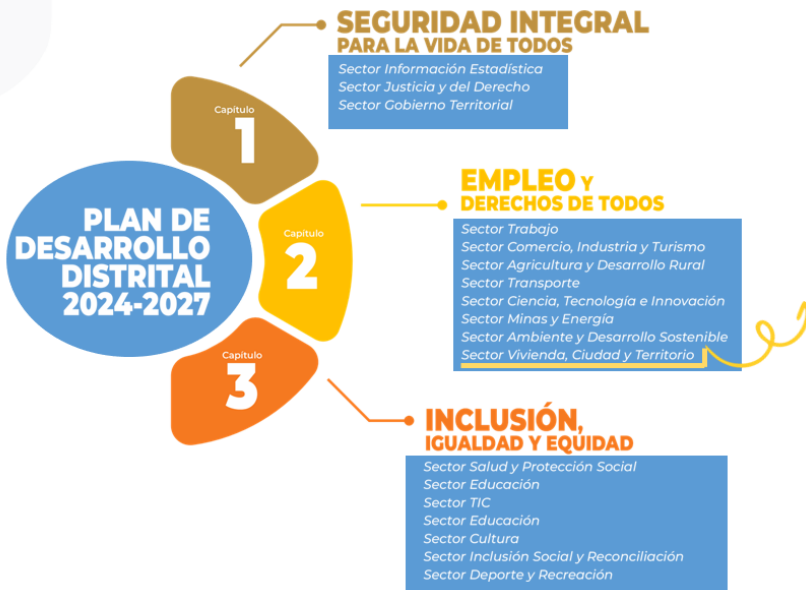 SEGURIDAD INTEGRAL
PARA LA VIDA DE TODOS
Sector Información Estadística
Sector Justicia y del Derecho
Sector Gobierno Territorial
Capítulo
1
PLAN DE
DESARROLLO
DISTRITAL
2024-2027
Capítulo
2
EMPLEO Y
DERECHOS DE TODOS
Sector Trabajo
Sector Comercio, Industria y Turismo
Sector Agricultura y Desarrollo Rural
Sector Transporte
Sector Ciencia, Tecnología e Innovación
Sector Minas y Energía
Sector Ambiente y Desarrollo Sostenible
Sector Vivienda, Ciudad y Territorio
Capítulo
3
INCLUSIÓN,
IGUALDAD Y EQUIDAD
Sector Salud y Protección Social
Sector Educación
Sector TIC
Sector Educación
Sector Cultura
Sector Inclusión Social y Reconciliación
Sector Deporte y Recreación